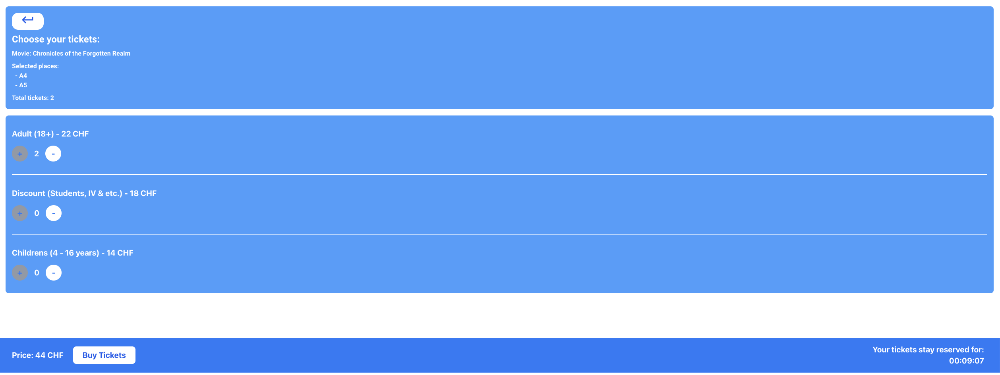 Choose your tickets:
Movie: Chronicles of the Forgotten Realm
Selected places:
- A4
- A5
Total tickets: 2
Adult (18+) - 22 CHF
+ 2 -
Discount (Students, IV & etc.) - 18 CHF
+ 0 -
Childrens (4 - 16 years) - 14 CHF
+ 0 -
Price: 44 CHF
Buy Tickets
Your tickets stay reserved for:
00:09:07